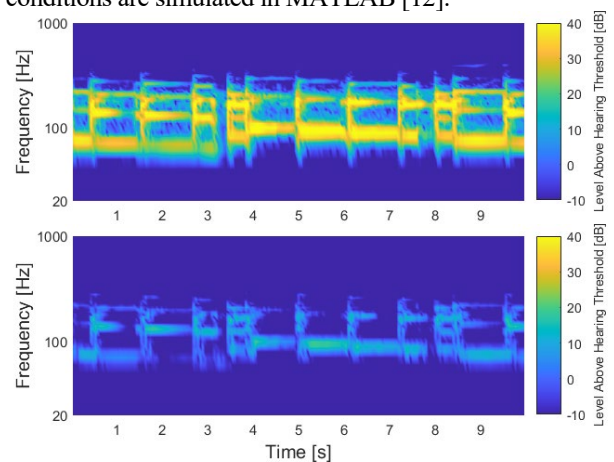 conditions are simulated in MATLAB [12].
1000
100
20
Frequency [Hz]
1 2 3 4 5 6 7 8 9
40
30
20
10
0
-10
Level Above Hearing Threshold [dB]
1000
100
20
Frequency [Hz]
1 2 3 4 5 6 7 8 9
Time [s]
40
30
20
10
0
-10
Level Above Hearing Threshold [dB]